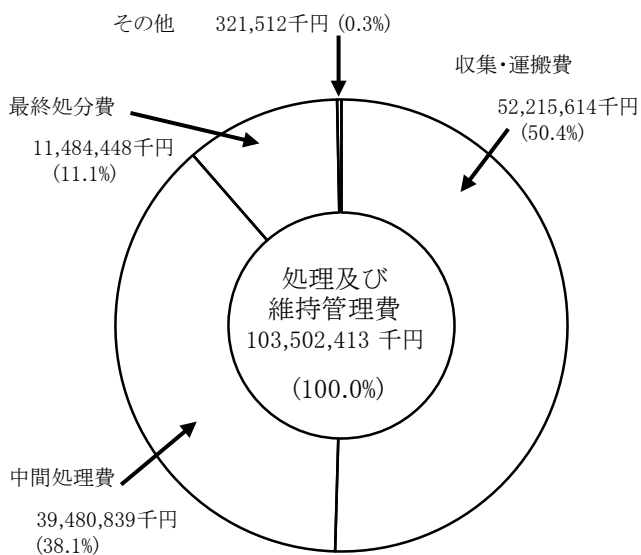 その他 321,512千円 (0.3%)
収集・運搬費
52,215,614千円
(50.4%)
最終処分費
11,484,448千円
(11.1%)
処理及び
維持管理費
103,502,413 千円
(100.0%)
中間処理費
39,480,839千円
(38.1%)